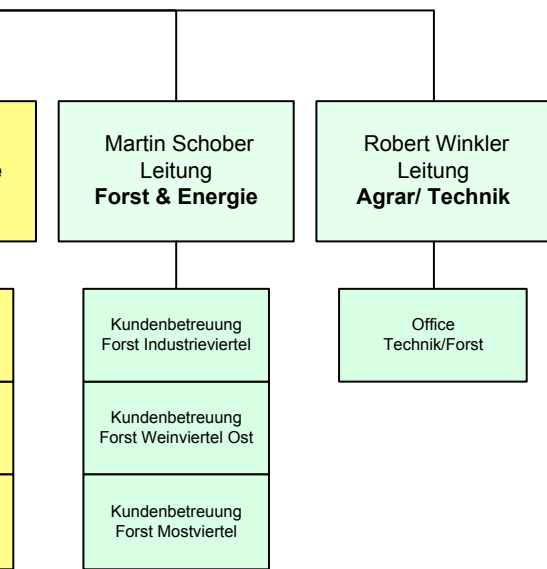 Martin Schober
Leitung
Forst & Energie
Robert Winkler
Leitung
Agrar/ Technik
Kundenbetreuung
Forst Industrieviertel
Office
Technik/Forst
Kundenbetreuung
Forst Weinviertel Ost
Kundenbetreuung
Forst Mostviertel